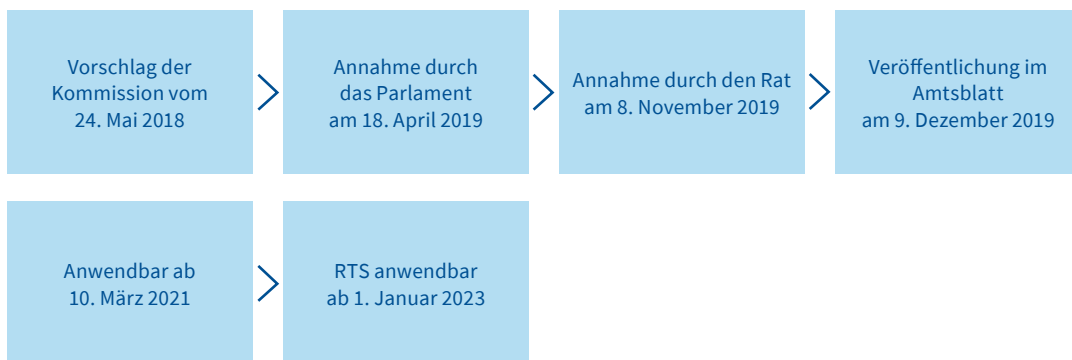 Vorschlag der
Kommission vom
24. Mai 2018
Annahme durch
das Parlament
am 18. April 2019
Annahme durch den Rat
am 8. November 2019
Veröffentlichung im
Amtsblatt
am 9. Dezember 2019
Anwendbar ab
10. März 2021
RTS anwendbar
ab 1. Januar 2023